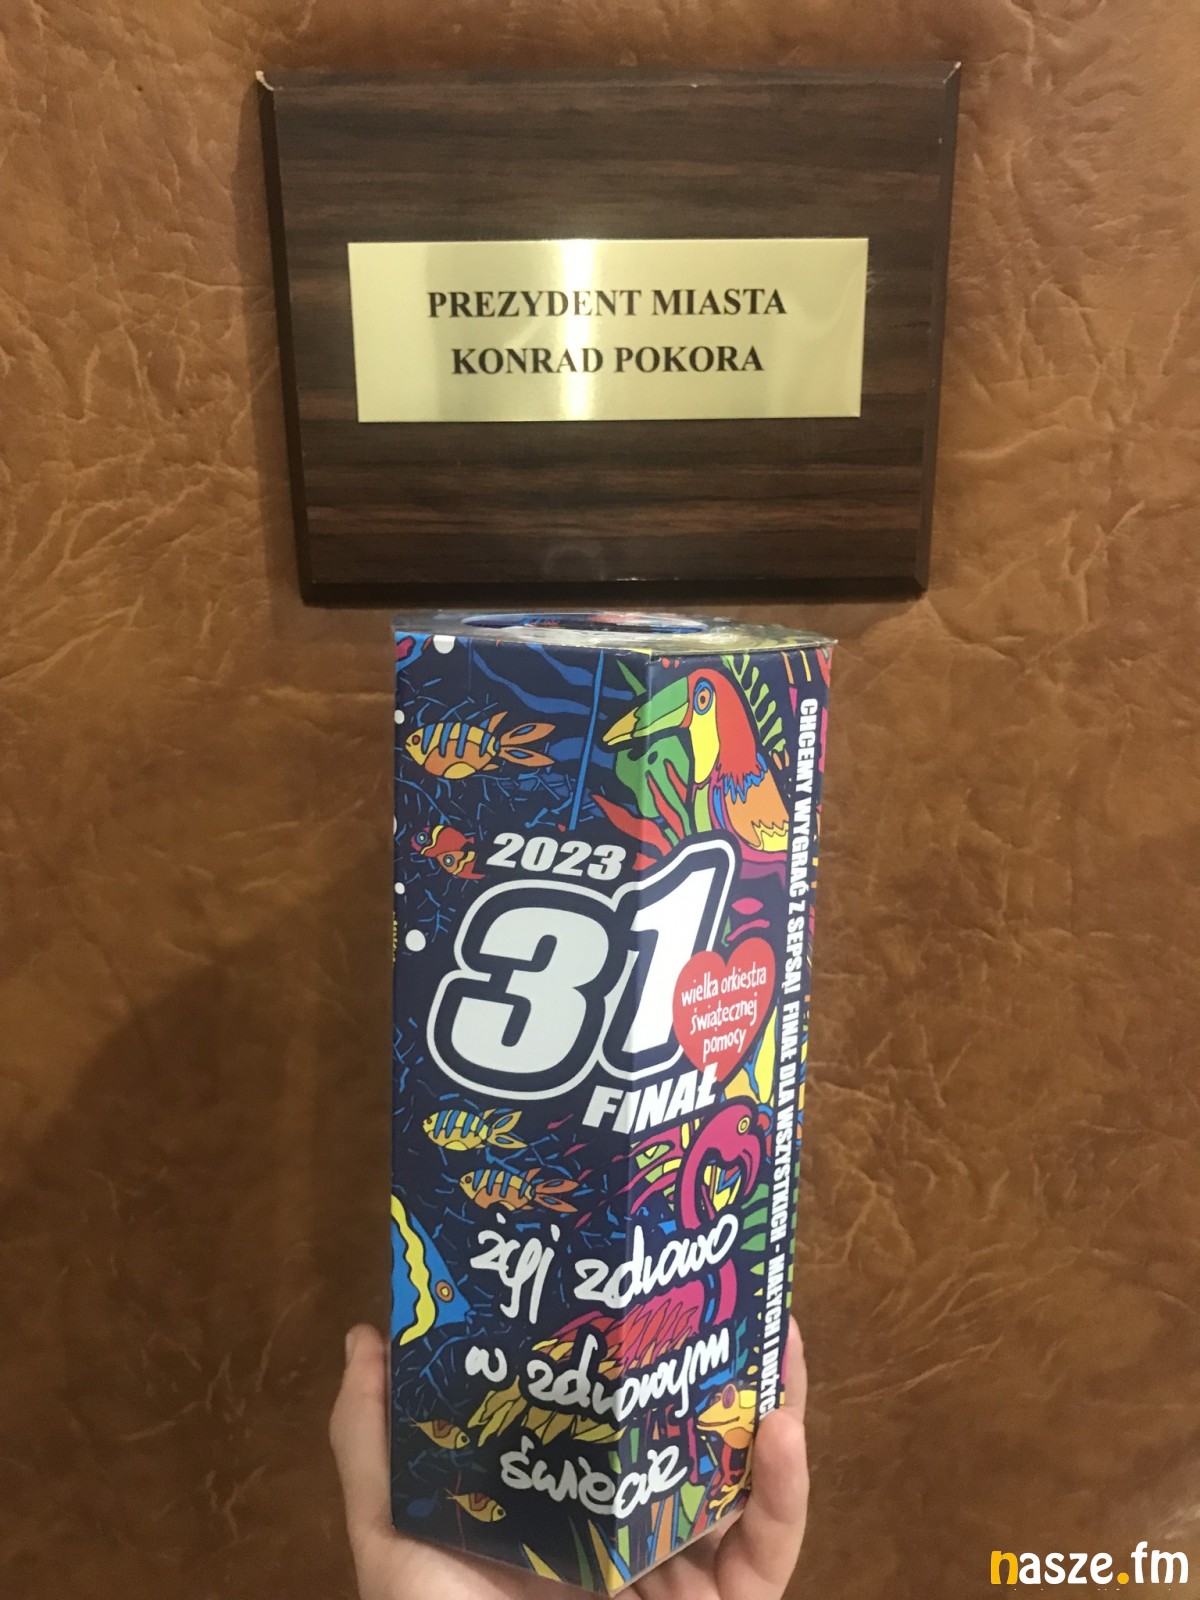 PREZYDENT MIASTA
KONRAD POKORA
2023
31
wielka orkiestra
świątecznej
pomocy
FINAŁ
żyj zdrowo
w zdrowym
świecie
CHCEMY WYGRAĆ Z SEPSĄ! FINAŁ DLA WSZYSTKICH - MAŁYCH I DUŻYCH
nasze.fm